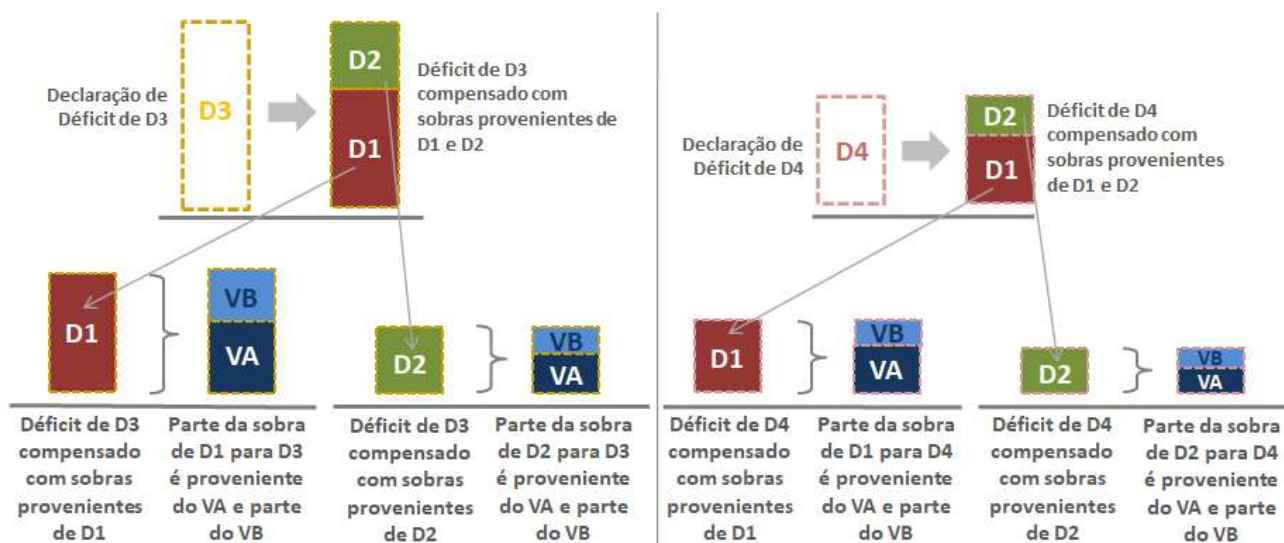 Declaração de
Déficit de D3
D3
D2
D1
Déficit de D3
compensado com
sobras provenientes de
D1 e D2
D1
VB
VA
D2
VB
VA
Déficit de D3
compensado
com sobras
provenientes
de D1
Parte da sobra
de D1 para D3
é proveniente
do VA e parte
do VB
Déficit de D3
compensado
com sobras
provenientes
de D2
Parte da sobra
de D2 para D3
é proveniente
do VA e parte
do VB
Declaração de
Déficit de D4
D4
D2
D1
Déficit de D4
compensado com
sobras provenientes
de D1 e D2
D1
VB
VA
D2
VB
VA
Déficit de D4
compensado
com sobras
provenientes
de D1
Parte da sobra
de D1 para D4
é proveniente
do VA e parte
do VB
Déficit de D4
compensado
com sobras
provenientes
de D2
Parte da sobra
de D2 para D4
é proveniente
do VA e parte
do VB